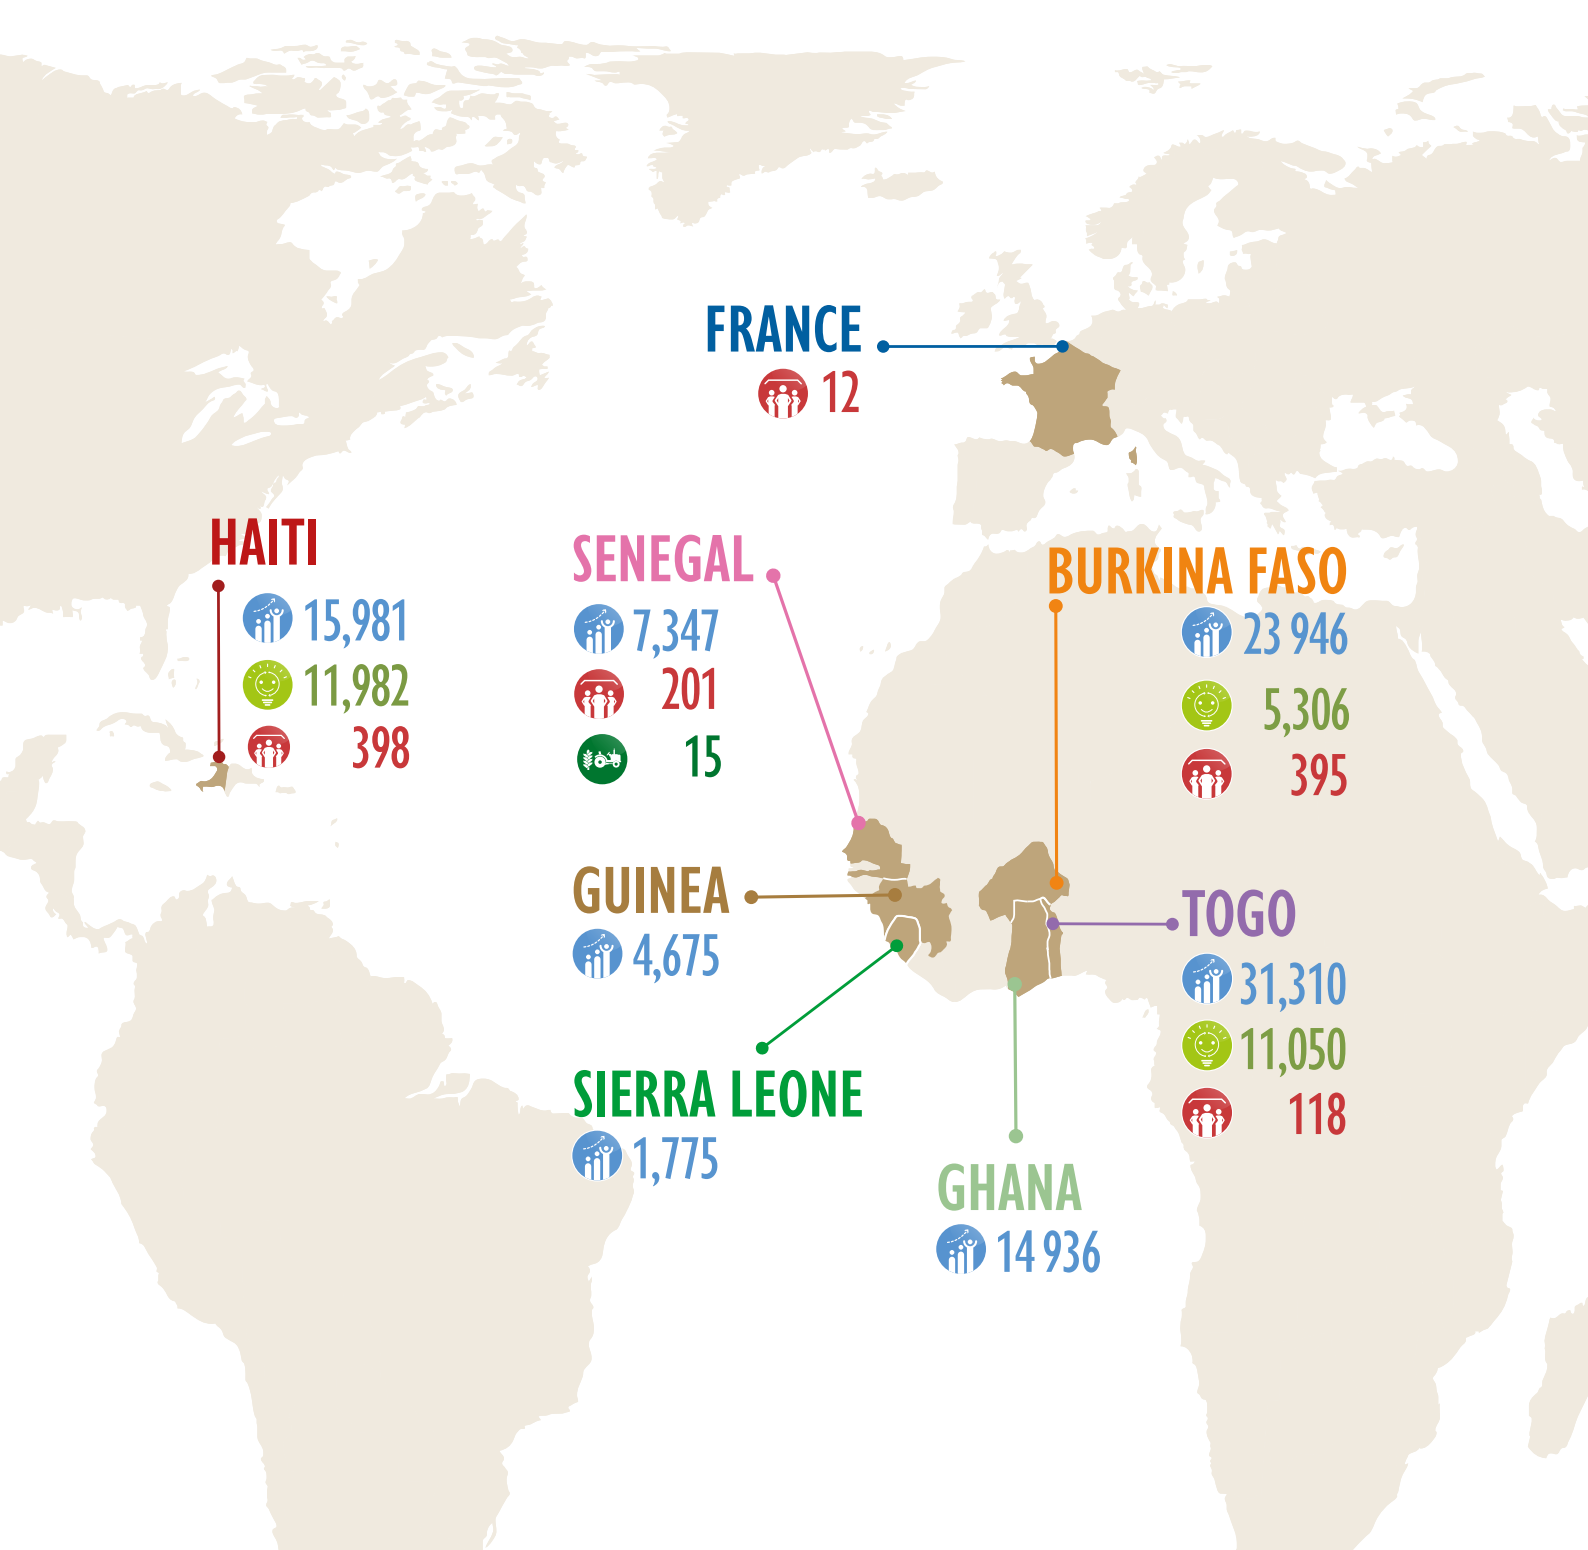 FRANCE
12
HAITI
15,981
11,982
398
SENEGAL
7,347
201
15
BURKINA FASO
23 946
5,306
395
GUINEA
4,675
TOGO
31,310
11,050
118
SIERRA LEONE
1,775
GHANA
14 936